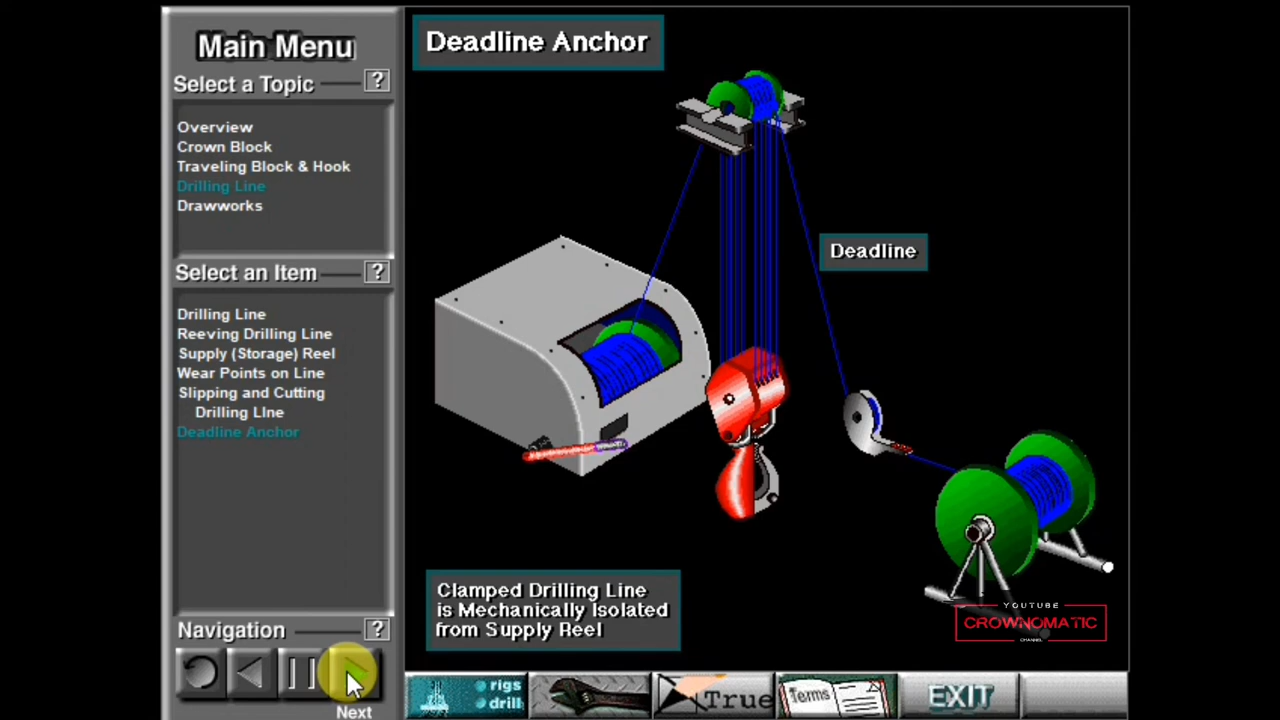 Main Menu
Select a Topic
?
Overview
Crown Block
Traveling Block & Hook
Drilling Line
Drawworks
Select an Item
?
Drilling Line
Reeving Drilling Line
Supply (Storage) Reel
Wear Points on Line
Slipping and Cutting
Drilling LIne
Deadline Anchor
Navigation
?
Next
Deadline Anchor
Deadline
Clamped Drilling Line
is Mechanically Isolated
from Supply Reel
YOUTUBE
CROWNOMATIC
CHANNEL
rigs
drill
True
Terms
EXIT